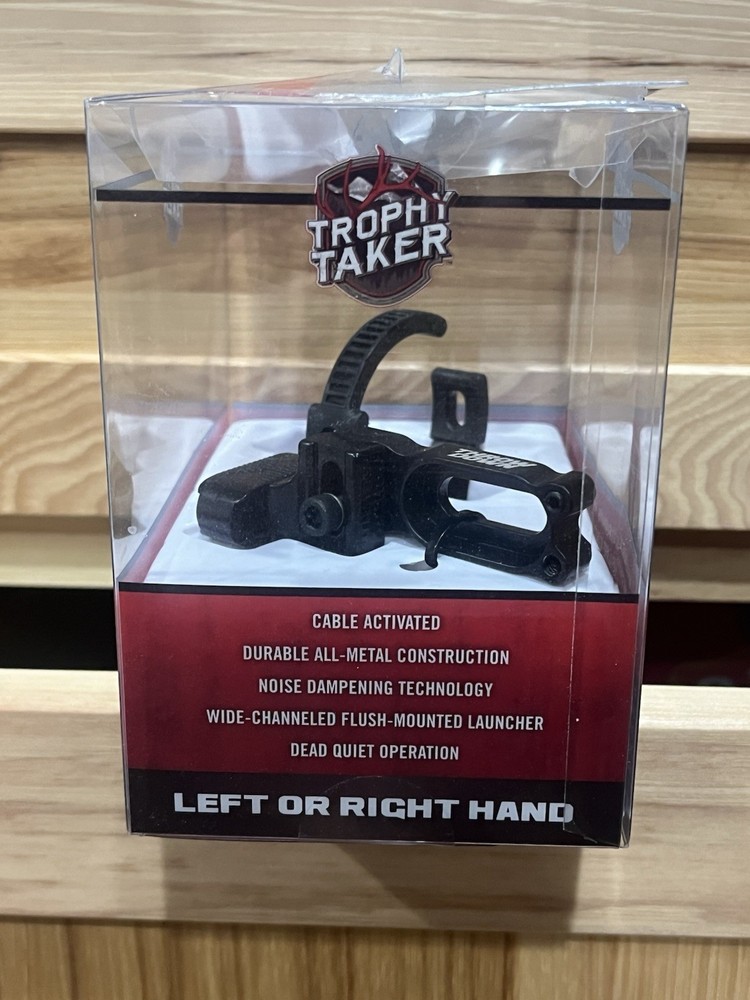 TROPHY
TAKER
CABLE ACTIVATED
DURABLE ALL-METAL CONSTRUCTION
NOISE DAMPENING TECHNOLOGY
WIDE-CHANNELED FLUSH-MOUNTED LAUNCHER
DEAD QUIET OPERATION
LEFT OR RIGHT HAND